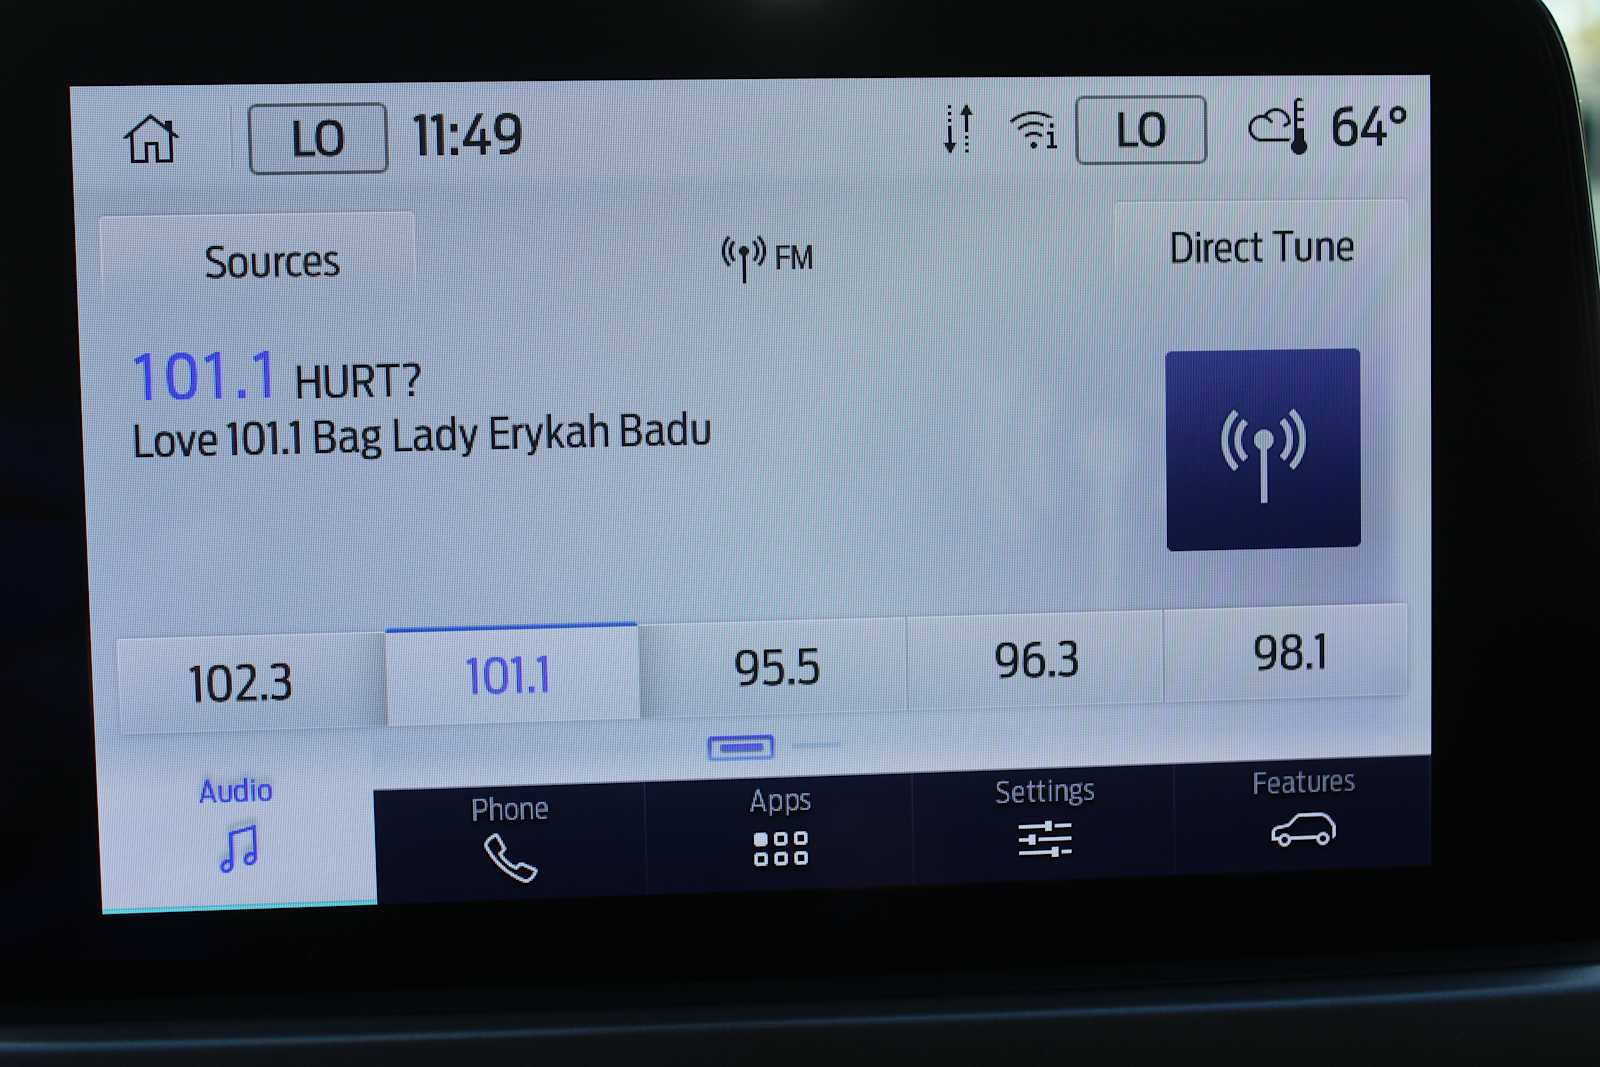 LO 11:49 LO 64°
Sources FM Direct Tune
101.1 HURT?
Love 101.1 Bag Lady Erykah Badu
102.3 101.1 95.5 96.3 98.1
Audio Phone Apps Settings Features